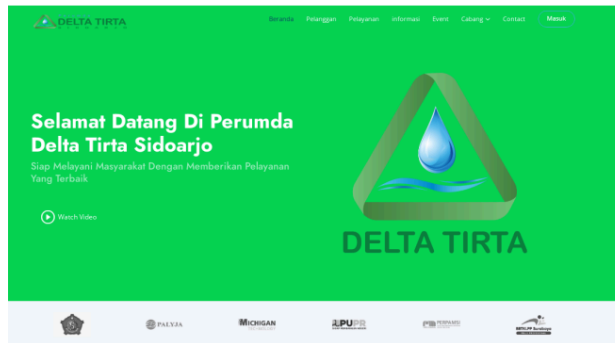 DELTA TIRTA
Beranda Pelanggan Pelayanan Informasi Event Cabang Contact Masuk
Selamat Datang Di Perumda
Delta Tirta Sidoarjo
Siap Melayani Masyarakat Dengan Memberikan Pelayanan
Yang Terbaik
Watch Video
DELTA TIRTA
PALYJA
MICHIGAN
PUPR
PERPAMSI